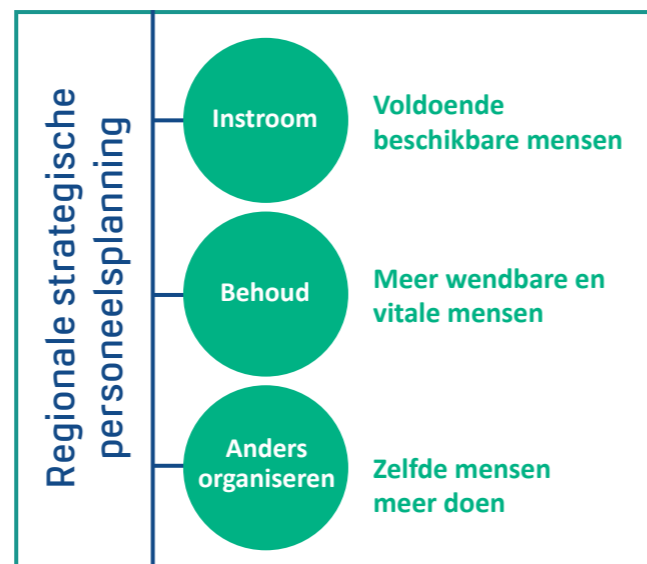 Regionale strategische
personeelsplanning
Instroom
Voldoende
beschikbare mensen
Behoud
Meer wendbare en
vitale mensen
Anders
organiseren
Zelfde mensen
meer doen